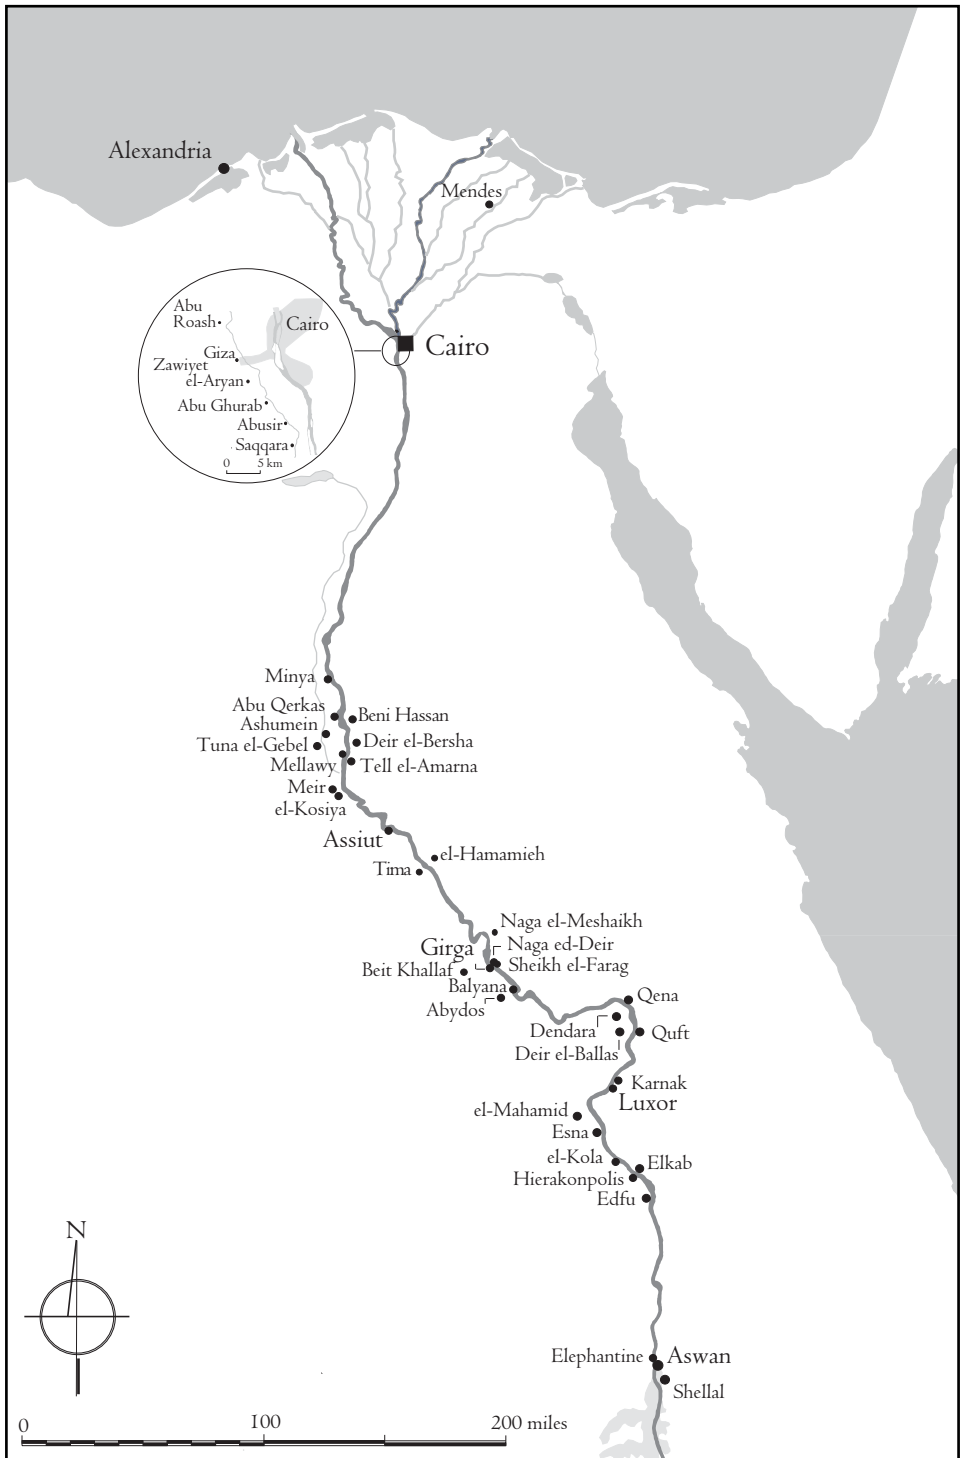 Alexandria
Mendes
Abu
Roash
Cairo
Cairo
Giza
Zawiyet
el-Aryan
Abu Ghurab
Abusir
Saqqara
0 5 km
Minya
Abu Qerkas
Beni Hassan
Ashumein
Tuna el-Gebel
Deir el-Bersha
Mellawy
Tell el-Amarna
Meir
el-Kosiya
Assiut
el-Hamamieh
Tima
Naga el-Meshaikh
Girga
Naga ed-Deir
Beit Khallaf
Sheikh el-Farag
Balyana
Qena
Abydos
Dendara
Quft
Deir el-Ballas
Karnak
Luxor
el-Mahamid
Esna
el-Kola
Elkab
Hierakonpolis
Edfu
N
Elephantine
Aswan
Shellal
0 100 200 miles